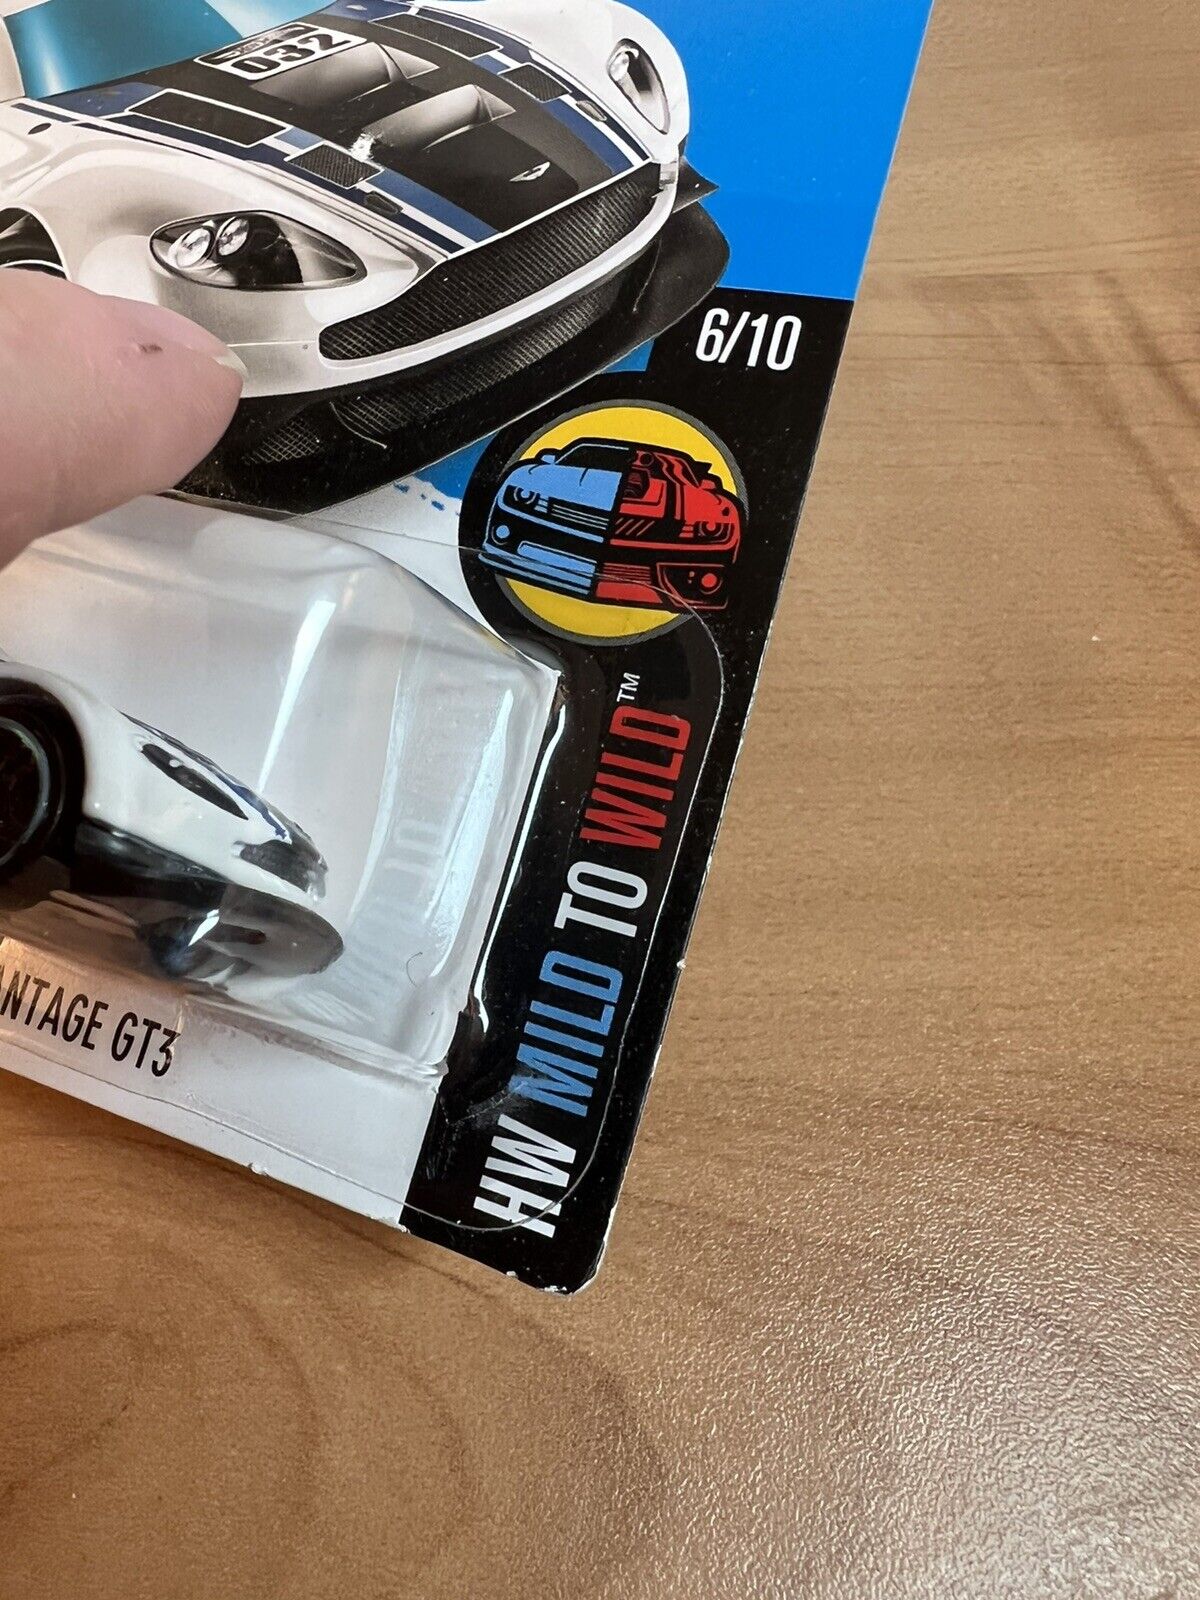 032
6/10
HW MILD TO WILD™
ANTAGE GT3